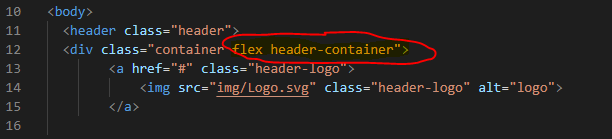 10 <body>
11 <header class="header">
12 <div class="container flex header-container">
13 <a href="#" class="header-logo">
14 <img src="img/Logo.svg" class="header-logo" alt="logo">
15 </a>
16